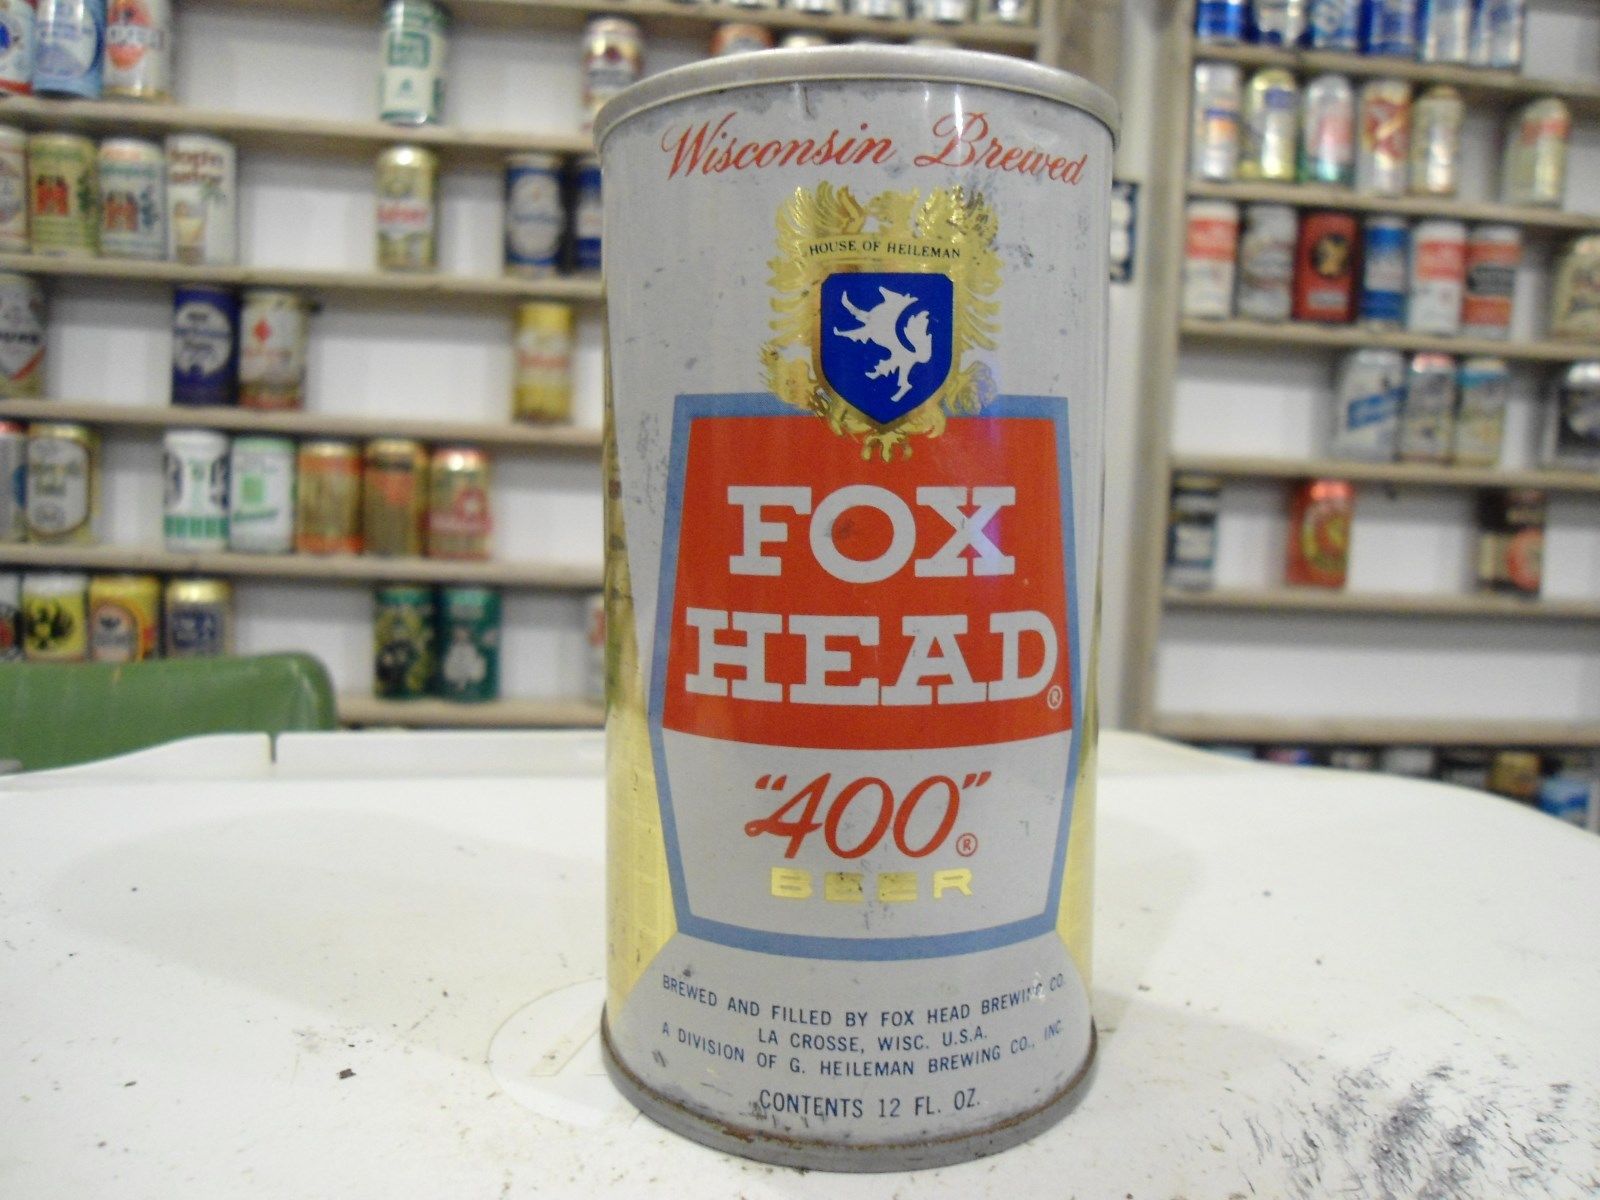 Wisconsin Brewed
HOUSE OF HEILEMAN
FOX
HEAD®
"400"®
BEER
BREWED AND FILLED BY FOX HEAD BREWING CO.
LA CROSSE, WISC. U.S.A.
A DIVISION OF G. HEILEMAN BREWING CO., INC.
CONTENTS 12 FL. OZ.